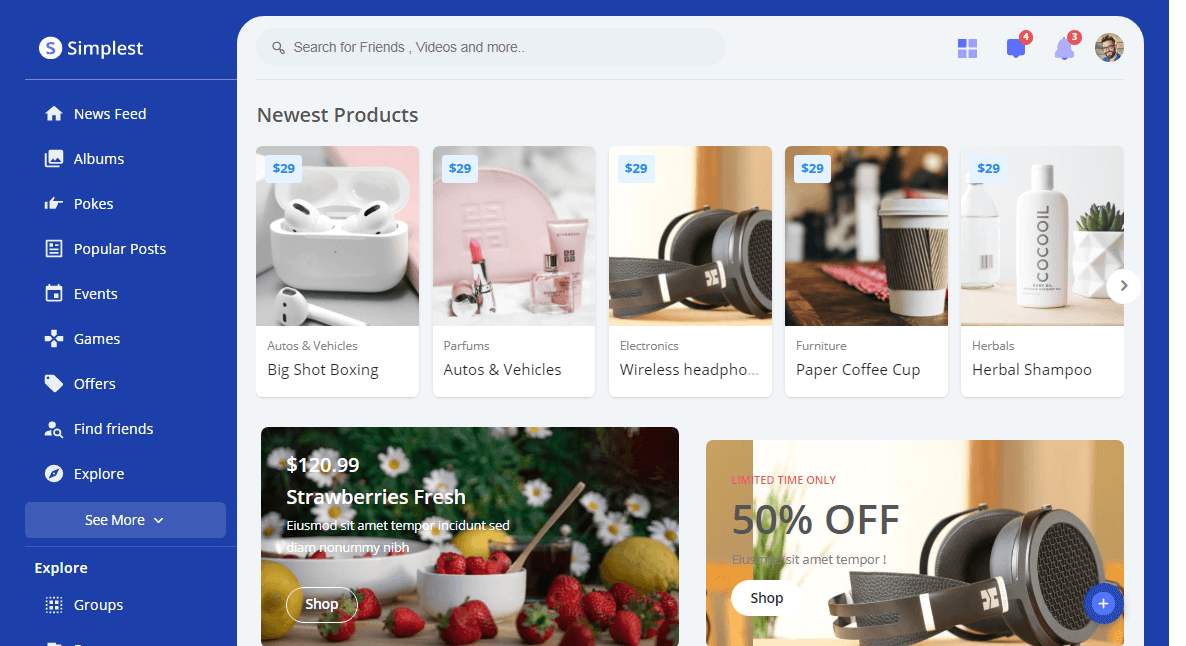 Simplest
Search for Friends , Videos and more..
4
3
News Feed
Albums
Pokes
Popular Posts
Events
Games
Offers
Find friends
Explore
See More
Explore
Groups
Newest Products
$29
$29
$29
$29
$29
COCOOIL
Autos & Vehicles
Big Shot Boxing
Parfums
Autos & Vehicles
Electronics
Wireless headpho...
Furniture
Paper Coffee Cup
Herbals
Herbal Shampoo
$120.99
Strawberries Fresh
Eiusmod sit amet tempor incidunt sed
diam nonummy nibh
Shop
LIMITED TIME ONLY
50% OFF
Eiusmod sit amet tempor !
Shop